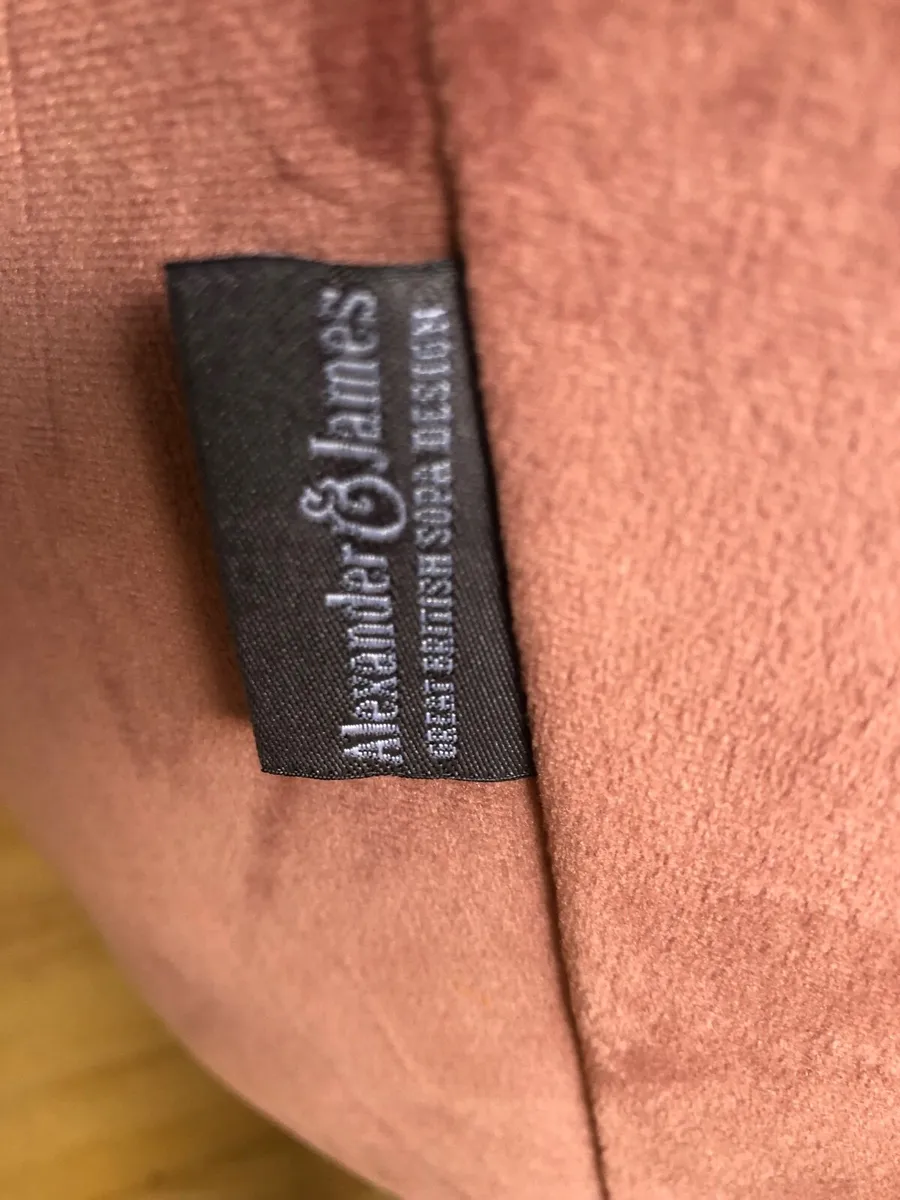 Alexander & James
GREAT BRITISH SOFA DESIGN